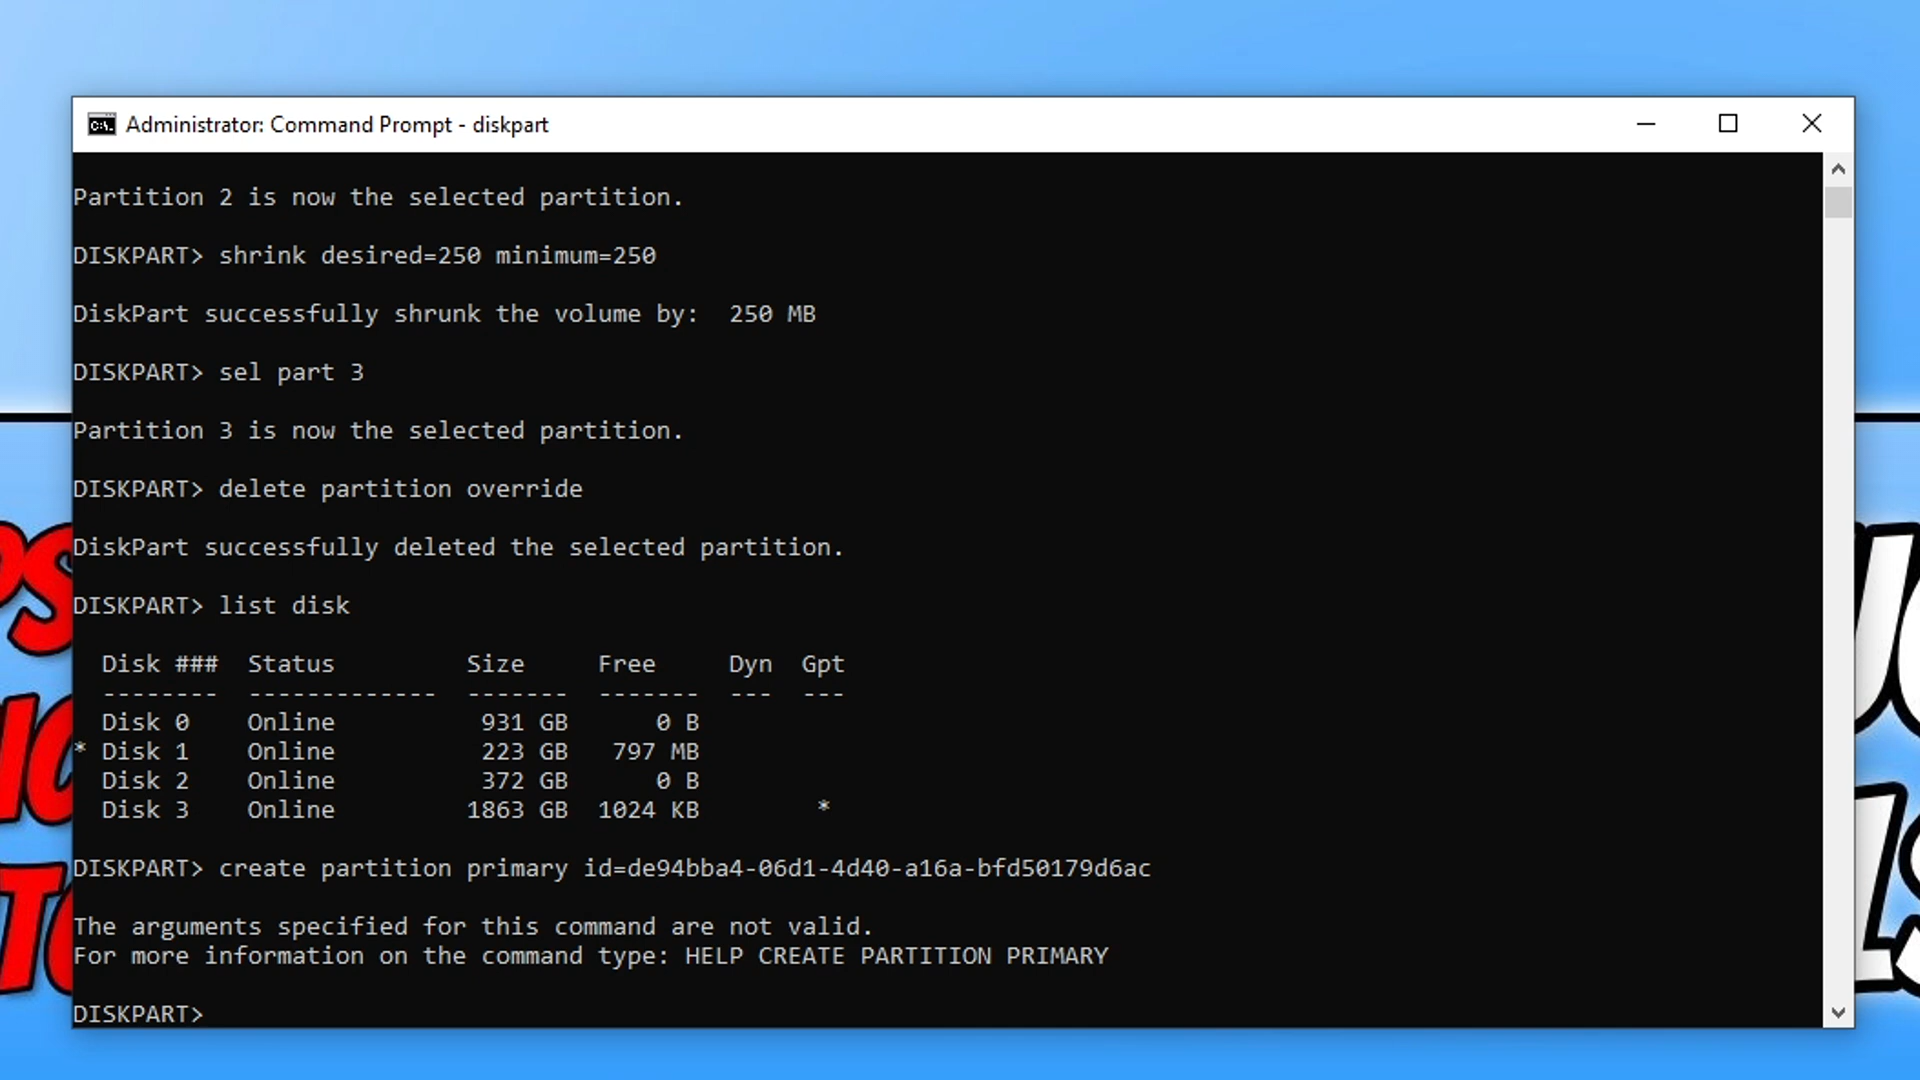 Administrator: Command Prompt - diskpart
Partition 2 is now the selected partition.
DISKPART> shrink desired=250 minimum=250
DiskPart successfully shrunk the volume by:  250 MB
DISKPART> sel part 3
Partition 3 is now the selected partition.
DISKPART> delete partition override
DiskPart successfully deleted the selected partition.
DISKPART> list disk
  Disk ###  Status         Size     Free     Dyn  Gpt
  --------  -------------  -------  -------  ---  ---
  Disk 0    Online          931 GB      0 B
* Disk 1    Online          223 GB   797 MB
  Disk 2    Online          372 GB      0 B
  Disk 3    Online         1863 GB  1024 KB        *
DISKPART> create partition primary id=de94bba4-06d1-4d40-a16a-bfd50179d6ac
The arguments specified for this command are not valid.
For more information on the command type: HELP CREATE PARTITION PRIMARY
DISKPART>